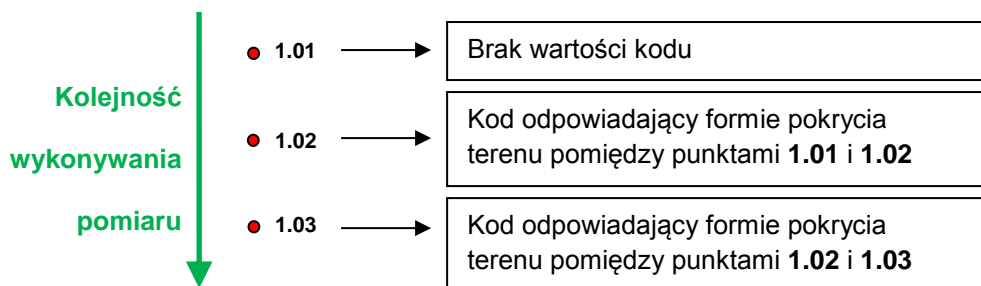 Kolejność
wykonywania
pomiaru
1.01
Brak wartości kodu
1.02
Kod odpowiadający formie pokrycia
terenu pomiędzy punktami 1.01 i 1.02
1.03
Kod odpowiadający formie pokrycia
terenu pomiędzy punktami 1.02 i 1.03